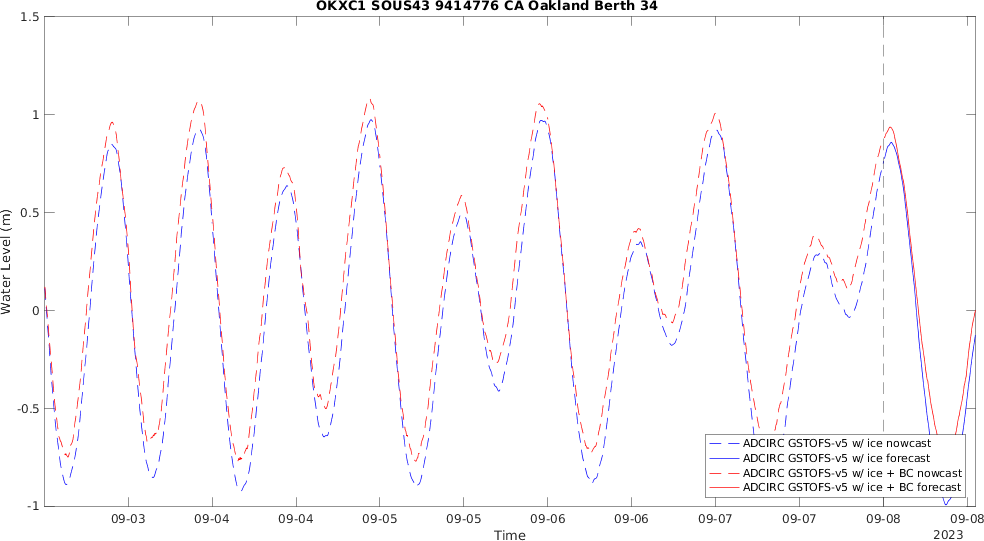 OKXC1 SOUS43 9414776 CA Oakland Berth 34
1.5
1
0.5
0
-0.5
-1
Water Level (m)
ADCIRC GSTOFS-v5 w/ ice nowcast
ADCIRC GSTOFS-v5 w/ ice forecast
ADCIRC GSTOFS-v5 w/ ice + BC nowcast
ADCIRC GSTOFS-v5 w/ ice + BC forecast
09-03 09-04 09-04 09-05 09-05 09-06 09-06 09-07 09-07 09-08 09-08
Time
2023